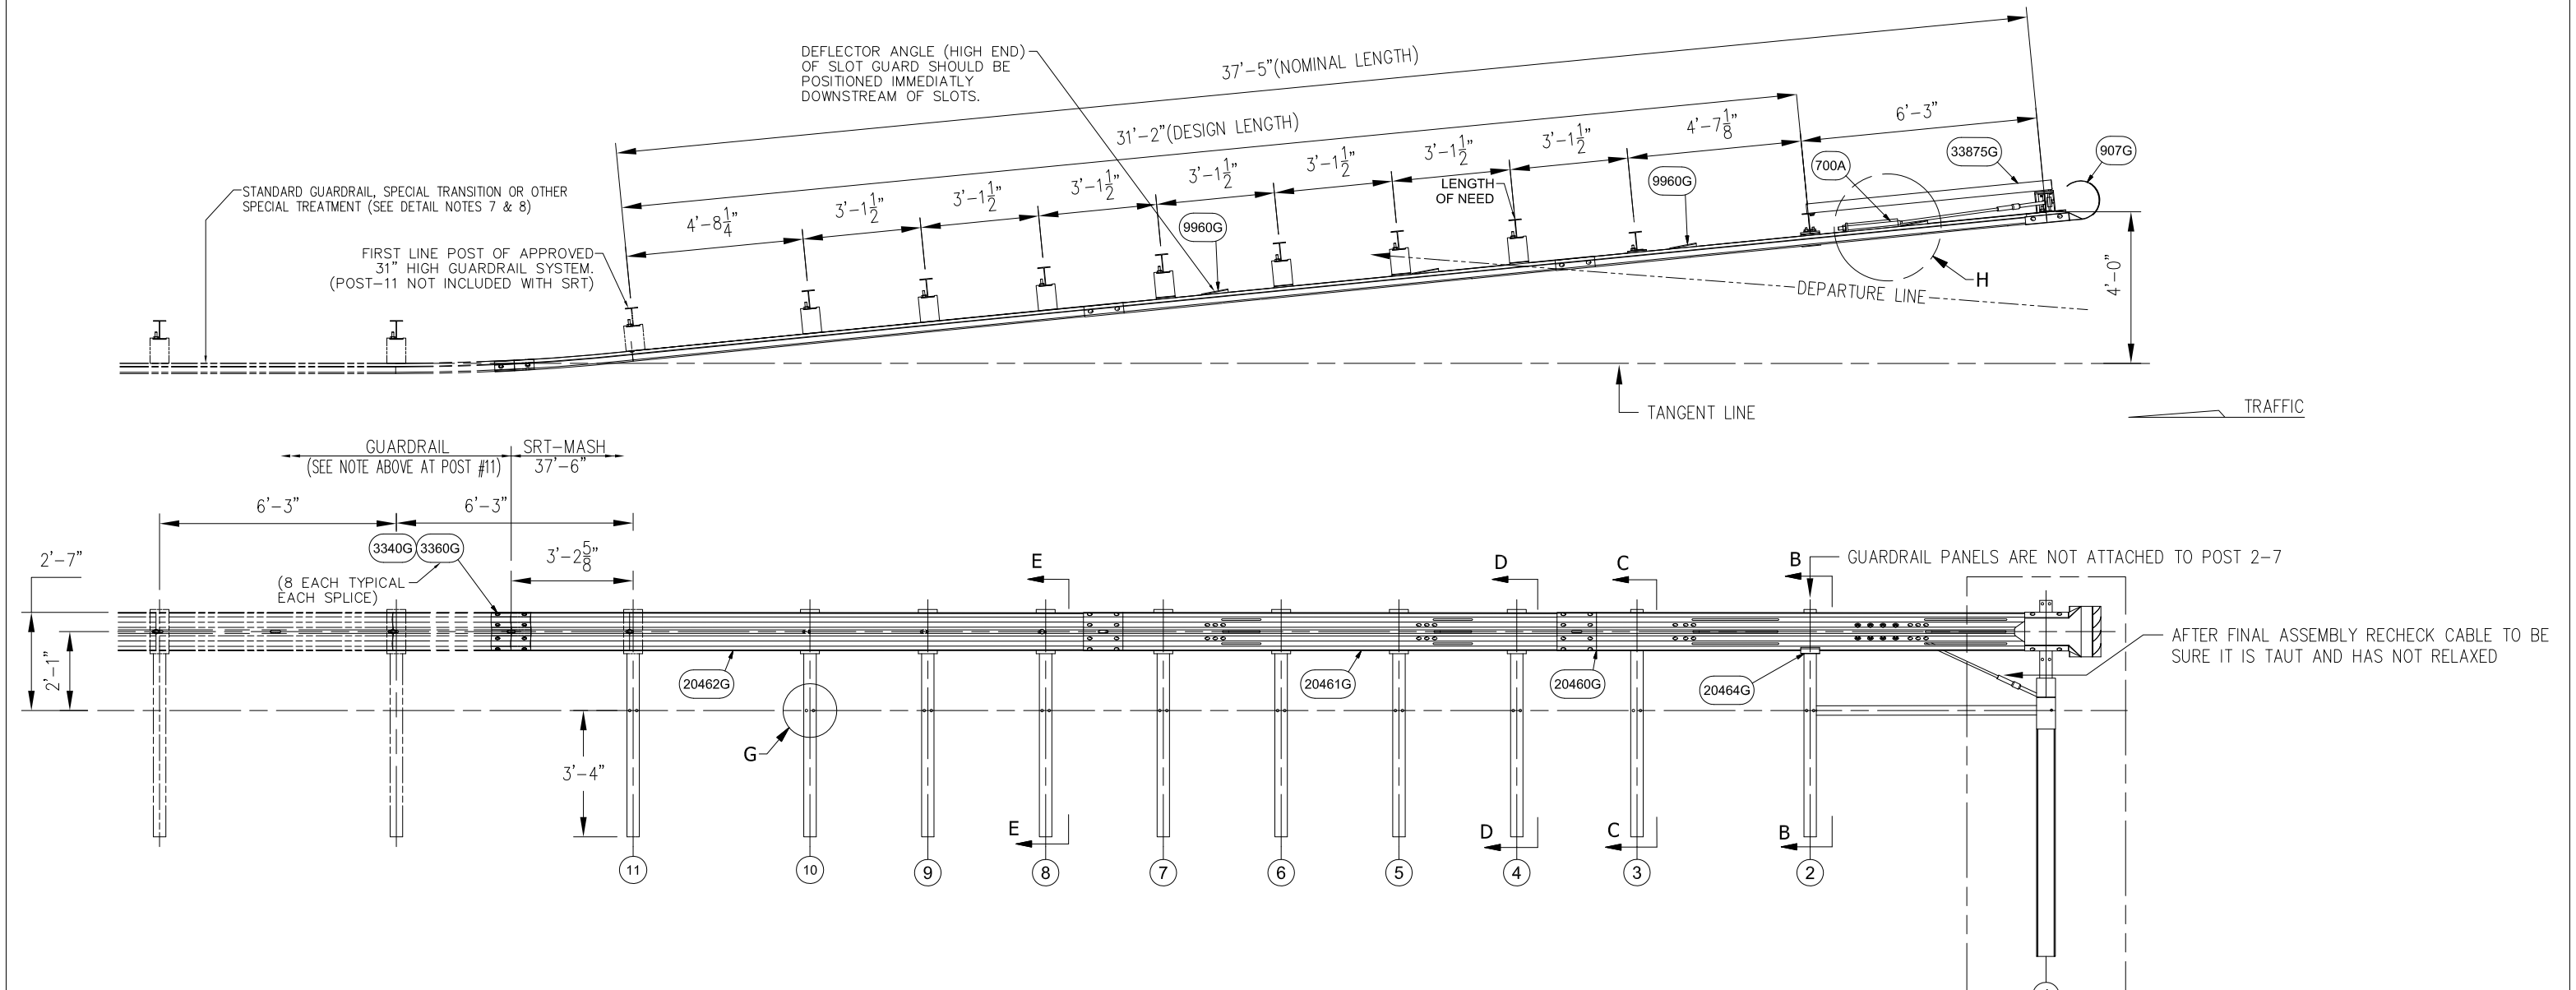 DEFLECTOR ANGLE (HIGH END)
OF SLOT GUARD SHOULD BE
POSITIONED IMMEDIATLY
DOWNSTREAM OF SLOTS.
37'-5"(NOMINAL LENGTH)
31'-2"(DESIGN LENGTH)
6'-3"
4'-7 1/8"
3'-1 1/2"
3'-1 1/2"
3'-1 1/2"
3'-1 1/2"
3'-1 1/2"
3'-1 1/2"
3'-1 1/2"
4'-8 1/4"
LENGTH
OF NEED
9960G
9960G
700A
33875G
907G
STANDARD GUARDRAIL, SPECIAL TRANSITION OR OTHER
SPECIAL TREATMENT (SEE DETAIL NOTES 7 & 8)
FIRST LINE POST OF APPROVED
31" HIGH GUARDRAIL SYSTEM.
(POST-11 NOT INCLUDED WITH SRT)
H
DEPARTURE LINE
4'-0"
TANGENT LINE
TRAFFIC
GUARDRAIL
(SEE NOTE ABOVE AT POST #11)
SRT-MASH
37'-6"
6'-3"
6'-3"
3340G
3360G
3'-2 5/8"
2'-7"
(8 EACH TYPICAL
EACH SPLICE)
2'-1"
E
D
C
B
GUARDRAIL PANELS ARE NOT ATTACHED TO POST 2-7
AFTER FINAL ASSEMBLY RECHECK CABLE TO BE
SURE IT IS TAUT AND HAS NOT RELAXED
20462G
20461G
20460G
20464G
G
3'-4"
E
D
C
B
11
10
9
8
7
6
5
4
3
2